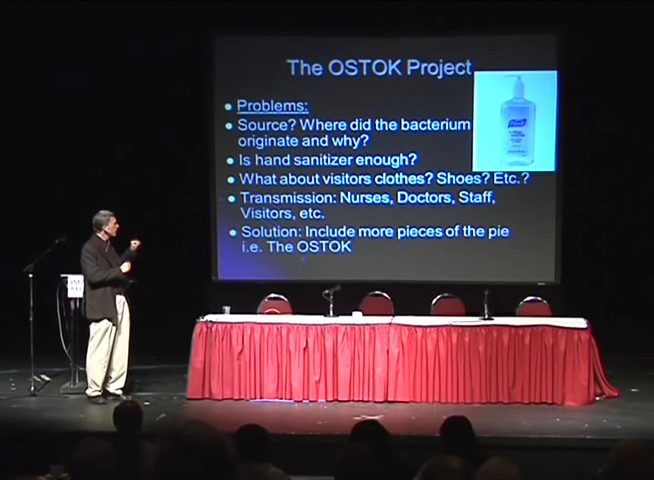 The OSTOK Project
Problems:
Source? Where did the bacterium
originate and why?
Is hand sanitizer enough?
What about visitors clothes? Shoes? Etc.?
Transmission: Nurses, Doctors, Staff,
Visitors, etc.
Solution: Include more pieces of the pie
i.e. The OSTOK